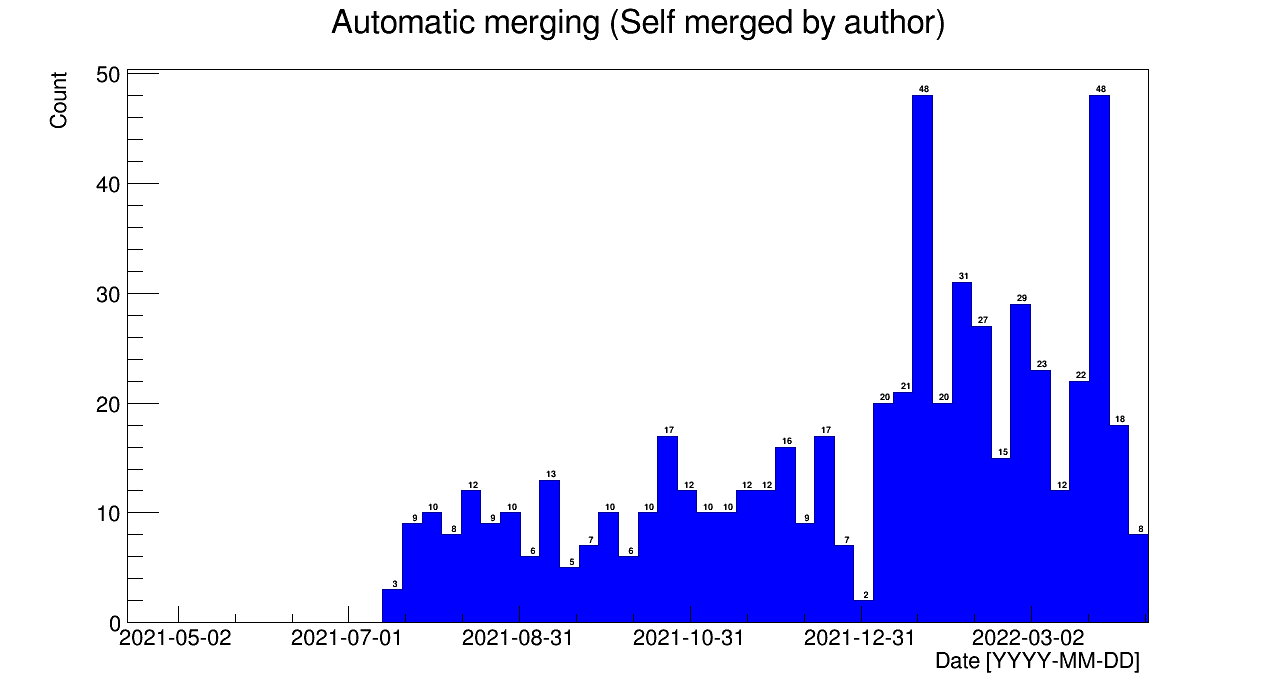 Automatic merging (Self merged by author)
Count
50
40
30
20
10
0
3 9 10 8 12 9 10 6 13 5 7 10 6 10 17 12 10 10 12 12 16 9 17 7 2 20 21 48 20 31 27 15 29 23 12 22 48 18 8
2021-05-02 2021-07-01 2021-08-31 2021-10-31 2021-12-31 2022-03-02
Date [YYYY-MM-DD]